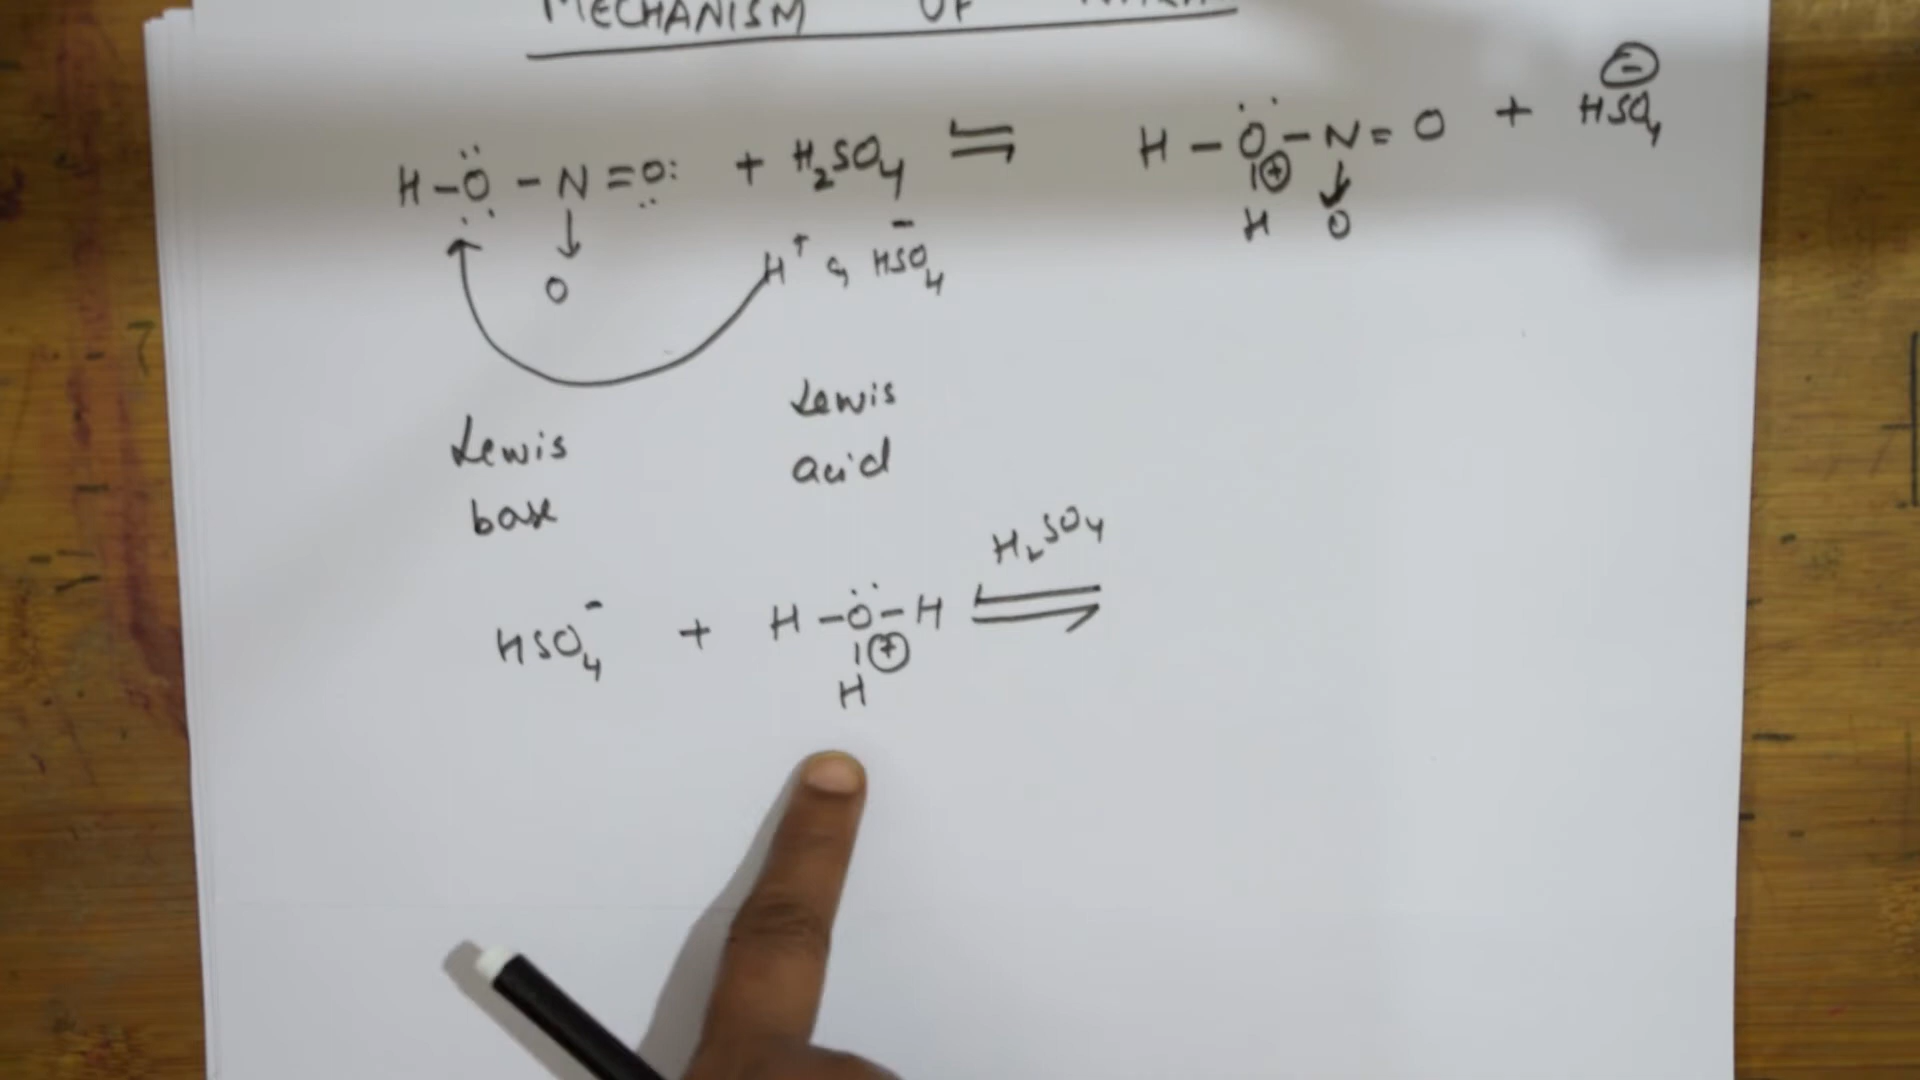 MECHANISM OF
H-Ö-N=O: + H₂SO₄ ⇌ H-O-N=O + HSO₄⁻
↓ | ⊕ ↓
O H⁺ , HSO₄⁻ H O
Lewis base
Lewis acid
H₂SO₄
HSO₄⁻ + H-Ö-H ⇌
| ⊕
H